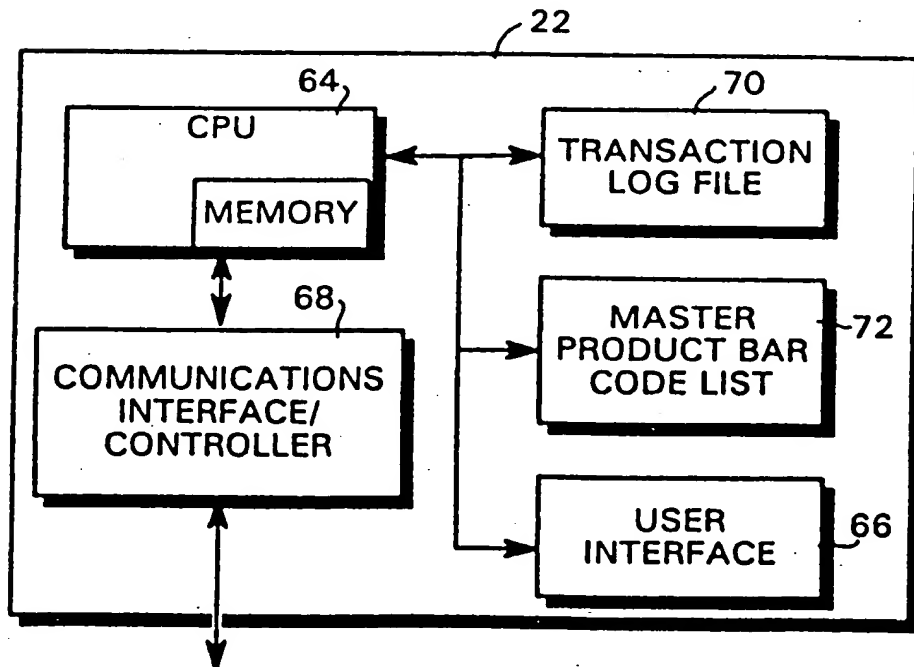 22
64
CPU
MEMORY
70
TRANSACTION
LOG FILE
68
COMMUNICATIONS
INTERFACE/
CONTROLLER
MASTER
PRODUCT BAR
CODE LIST
72
USER
INTERFACE
66